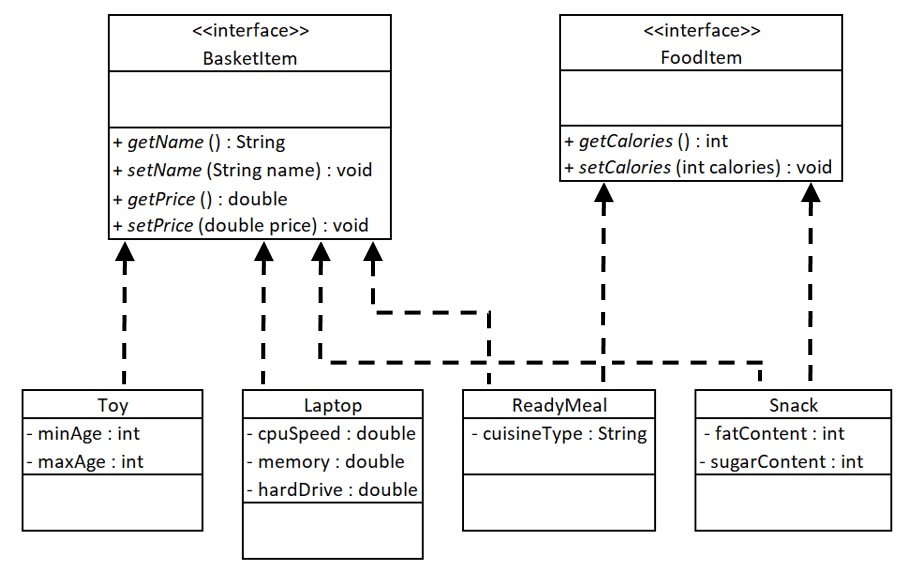 <<interface>>
BasketItem
+ getName () : String
+ setName (String name) : void
+ getPrice () : double
+ setPrice (double price) : void
<<interface>>
FoodItem
+ getCalories () : int
+ setCalories (int calories) : void
Toy
- minAge : int
- maxAge : int
Laptop
- cpuSpeed : double
- memory : double
- hardDrive : double
ReadyMeal
- cuisineType : String
Snack
- fatContent : int
- sugarContent : int